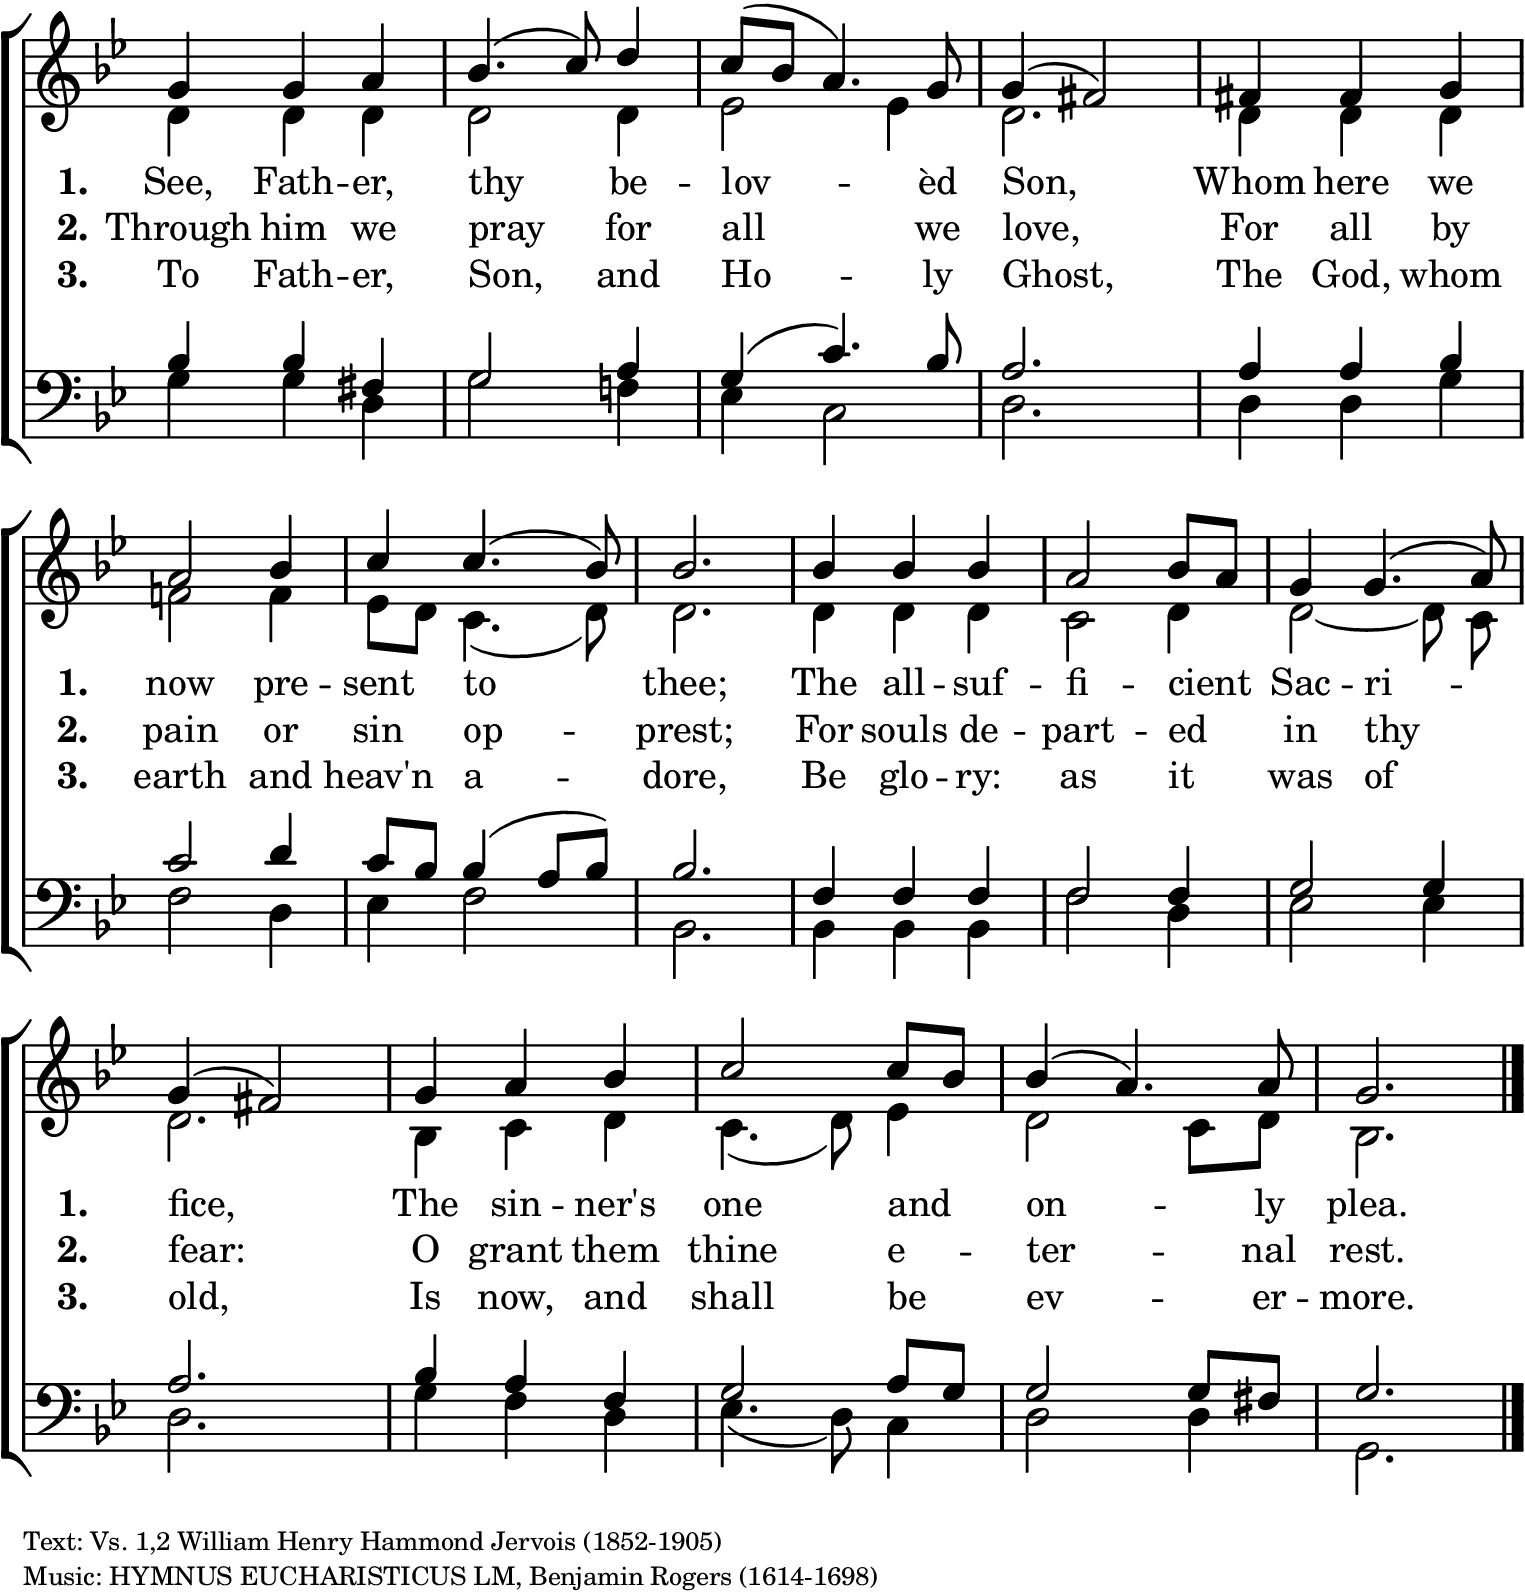 1. See, Fath -- er, thy be -- lov -- èd Son, Whom here we
2. Through him we pray for all we love, For all by
3. To Fath -- er, Son, and Ho -- ly Ghost, The God, whom
1. now pre -- sent to thee; The all -- suf -- fi -- cient Sac -- ri --
2. pain or sin op -- prest; For souls de -- part -- ed in thy
3. earth and heav'n a -- dore, Be glo -- ry: as it was of
1. fice, The sin -- ner's one and on -- ly plea.
2. fear: O grant them thine e -- ter -- nal rest.
3. old, Is now, and shall be ev -- er -- more.
Text: Vs. 1,2 William Henry Hammond Jervois (1852-1905)
Music: HYMNUS EUCHARISTICUS LM, Benjamin Rogers (1614-1698)